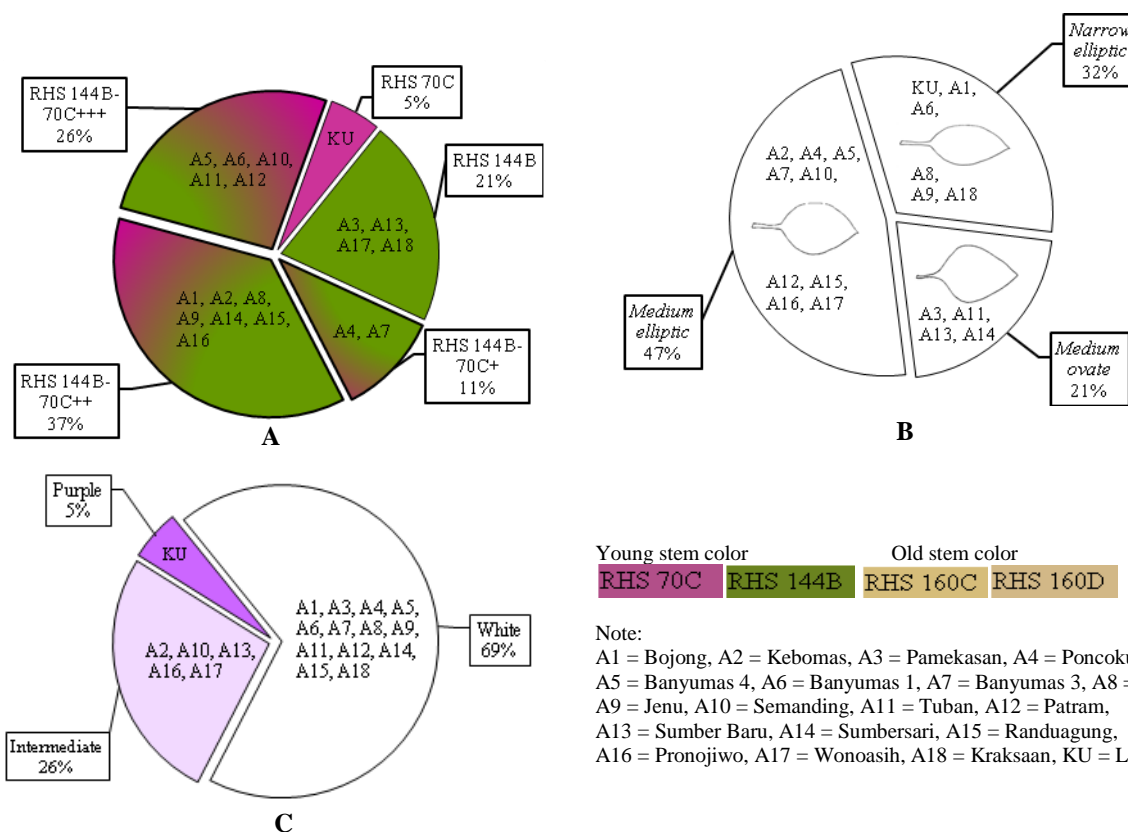 RHS 144B-
70C+++
26%
RHS 70C
5%
KU
RHS 144B
21%
A5, A6, A10,
A11, A12
A3, A13,
A17, A18
A1, A2, A8,
A9, A14, A15,
A16
A4, A7
RHS 144B-
70C+
11%
RHS 144B-
70C++
37%
A
Narrow
elliptic
32%
KU, A1,
A6,
A8,
A9, A18
A2, A4, A5,
A7, A10,
A12, A15,
A16, A17
A3, A11,
A13, A14
Medium
elliptic
47%
Medium
ovate
21%
B
Purple
5%
KU
A1, A3, A4, A5,
A6, A7, A8, A9,
A11, A12, A14,
A15, A18
White
69%
A2, A10, A13,
A16, A17
Intermediate
26%
C
Young stem color Old stem color
RHS 70C RHS 144B RHS 160C RHS 160D
Note:
A1 = Bojong, A2 = Kebomas, A3 = Pamekasan, A4 =
A5 = Banyumas 4, A6 = Banyumas 1, A7 = Banyumas 3, A8 =
A9 = Jenu, A10 = Semanding, A11 = Tuban, A12 = Patram,
A13 = Sumber Baru, A14 = Sumbersari, A15 = Randuagung,
A16 = Pronojiwo, A17 = Wonoasih, A18 = Kraksaan, KU =